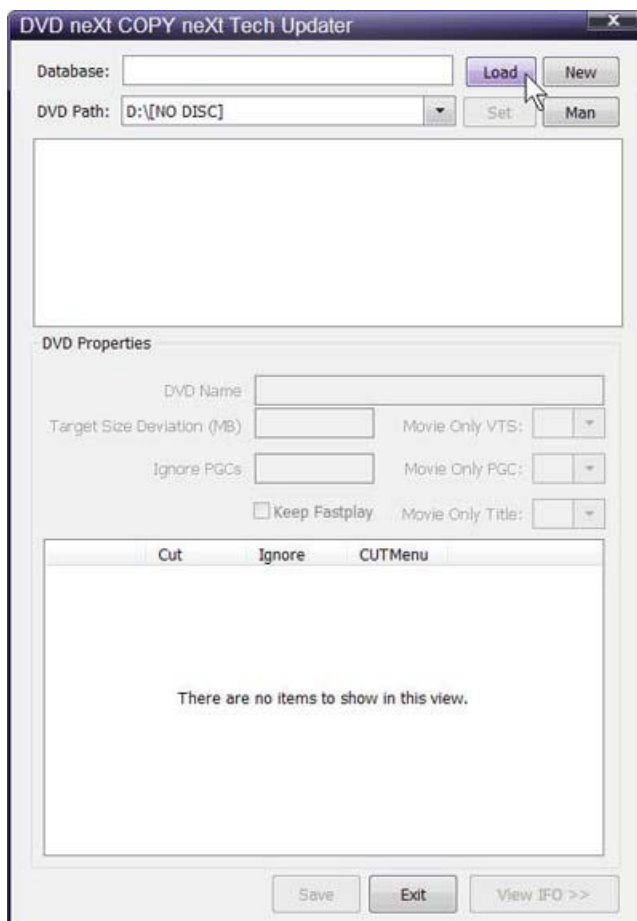 DVD neXt COPY neXt Tech Updater
Database:
Load
New
DVD Path:
D:\[NO DISC]
Set
Man
DVD Properties
DVD Name
Target Size Deviation (MB)
Movie Only VTS:
Ignore PGCs
Movie Only PGC:
Keep Fastplay
Movie Only Title:
Cut
Ignore
CUTMenu
There are no items to show in this view.
Save
Exit
View IFO >>